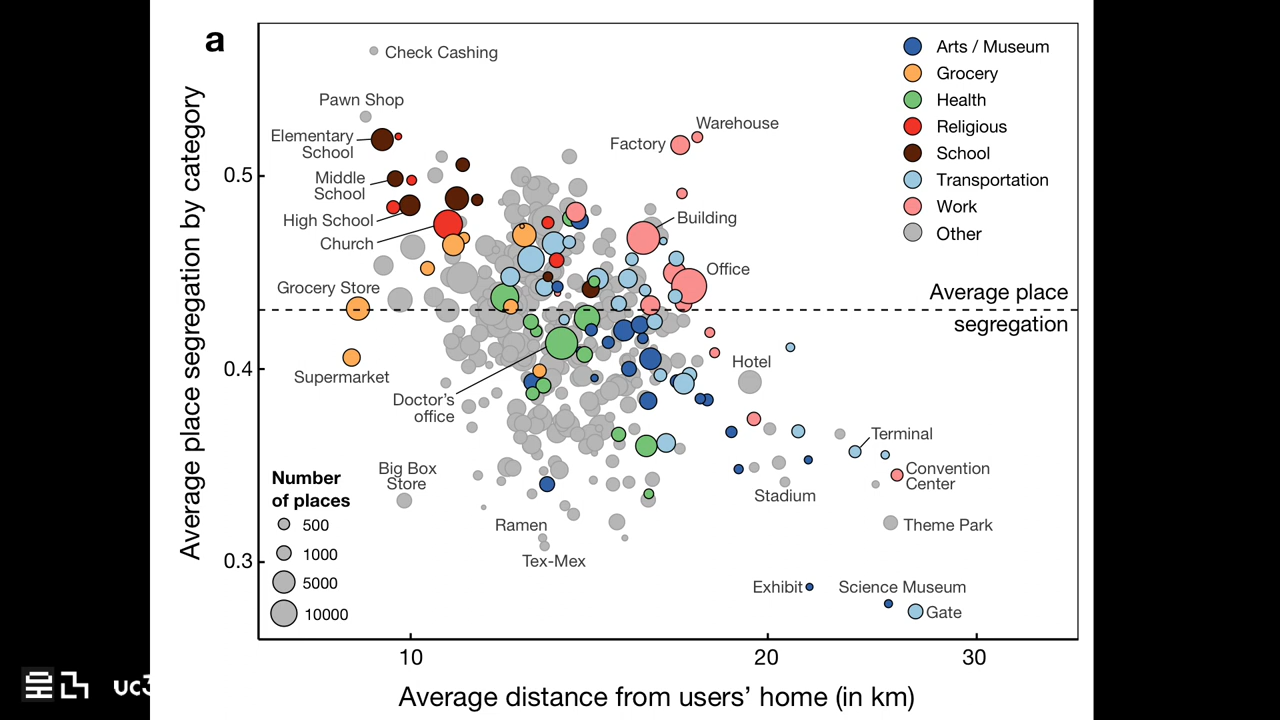 a
Check Cashing
Pawn Shop
Elementary
School
Middle
School
High School
Church
Grocery Store
Supermarket
Factory
Warehouse
Building
Office
Arts / Museum
Grocery
Health
Religious
School
Transportation
Work
Other
Average place
segregation
Hotel
Doctor's
office
Terminal
Convention
Center
Stadium
Theme Park
Big Box
Store
Ramen
Tex-Mex
Exhibit
Science Museum
Gate
Number
of places
500
1000
5000
10000
0.5
0.4
0.3
Average place segregation by category
10
20
30
Average distance from users' home (in km)
uc3